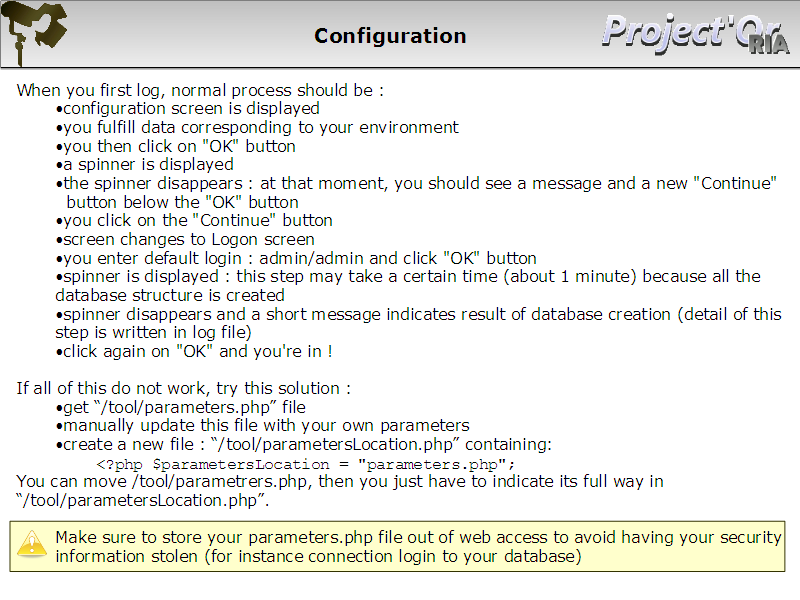 Configuration
Project'Or
RIA
When you first log, normal process should be :
•configuration screen is displayed
•you fulfill data corresponding to your environment
•you then click on "OK" button
•a spinner is displayed
•the spinner disappears : at that moment, you should see a message and a new "Continue"
button below the "OK" button
•you click on the "Continue" button
•screen changes to Logon screen
•you enter default login : admin/admin and click "OK" button
•spinner is displayed : this step may take a certain time (about 1 minute) because all the
database structure is created
•spinner disappears and a short message indicates result of database creation (detail of this
step is written in log file)
•click again on "OK" and you're in !
If all of this do not work, try this solution :
•get “/tool/parameters.php” file
•manually update this file with your own parameters
•create a new file : “/tool/parametersLocation.php” containing:
<?php $parametersLocation = "parameters.php";
You can move /tool/parametrers.php, then you just have to indicate its full way in
“/tool/parametersLocation.php”.
Make sure to store your parameters.php file out of web access to avoid having your security
information stolen (for instance connection login to your database)